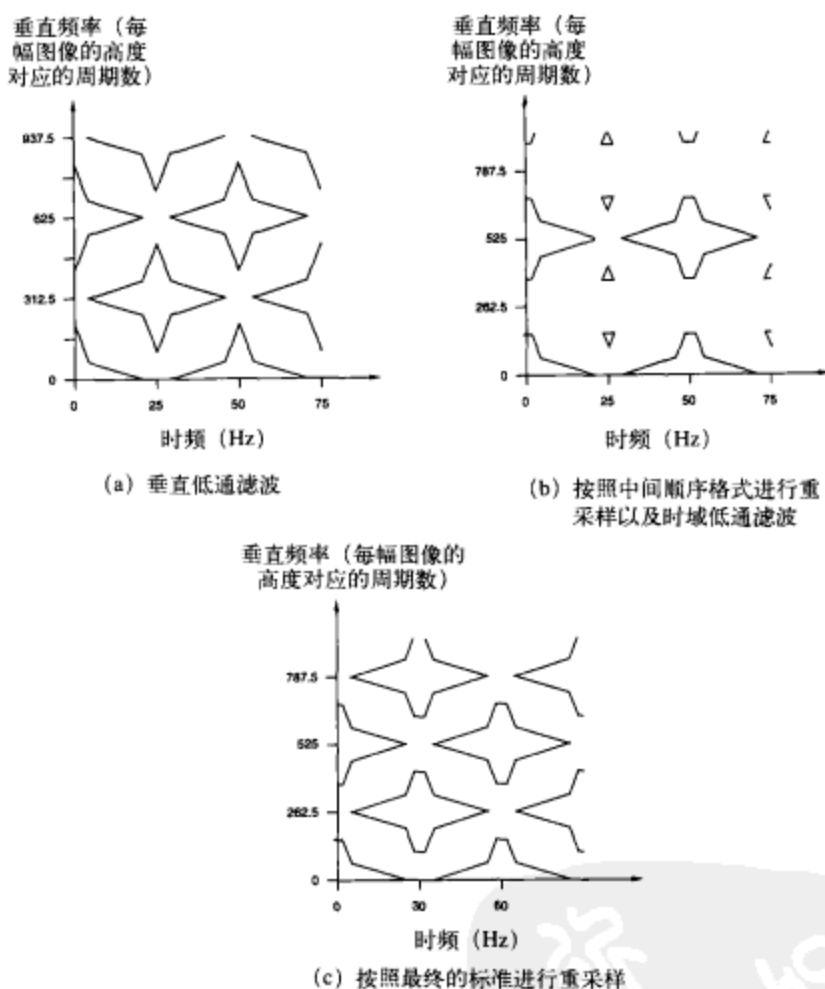 垂直频率（每
幅图像的高度
对应的周期数）
937.5
625
312.5
0
0 25 50 75
时频（Hz）
(a) 垂直低通滤波
垂直频率（每
幅图像的高度
对应的周期数）
787.5
525
262.5
0
0 25 50 75
时频（Hz）
(b) 按照中间顺序格式进行重
采样以及时域低通滤波
垂直频率（每幅图像的
高度对应的周期数）
787.5
525
262.5
0
0 30 60
时频（Hz）
(c) 按照最终的标准进行重采样